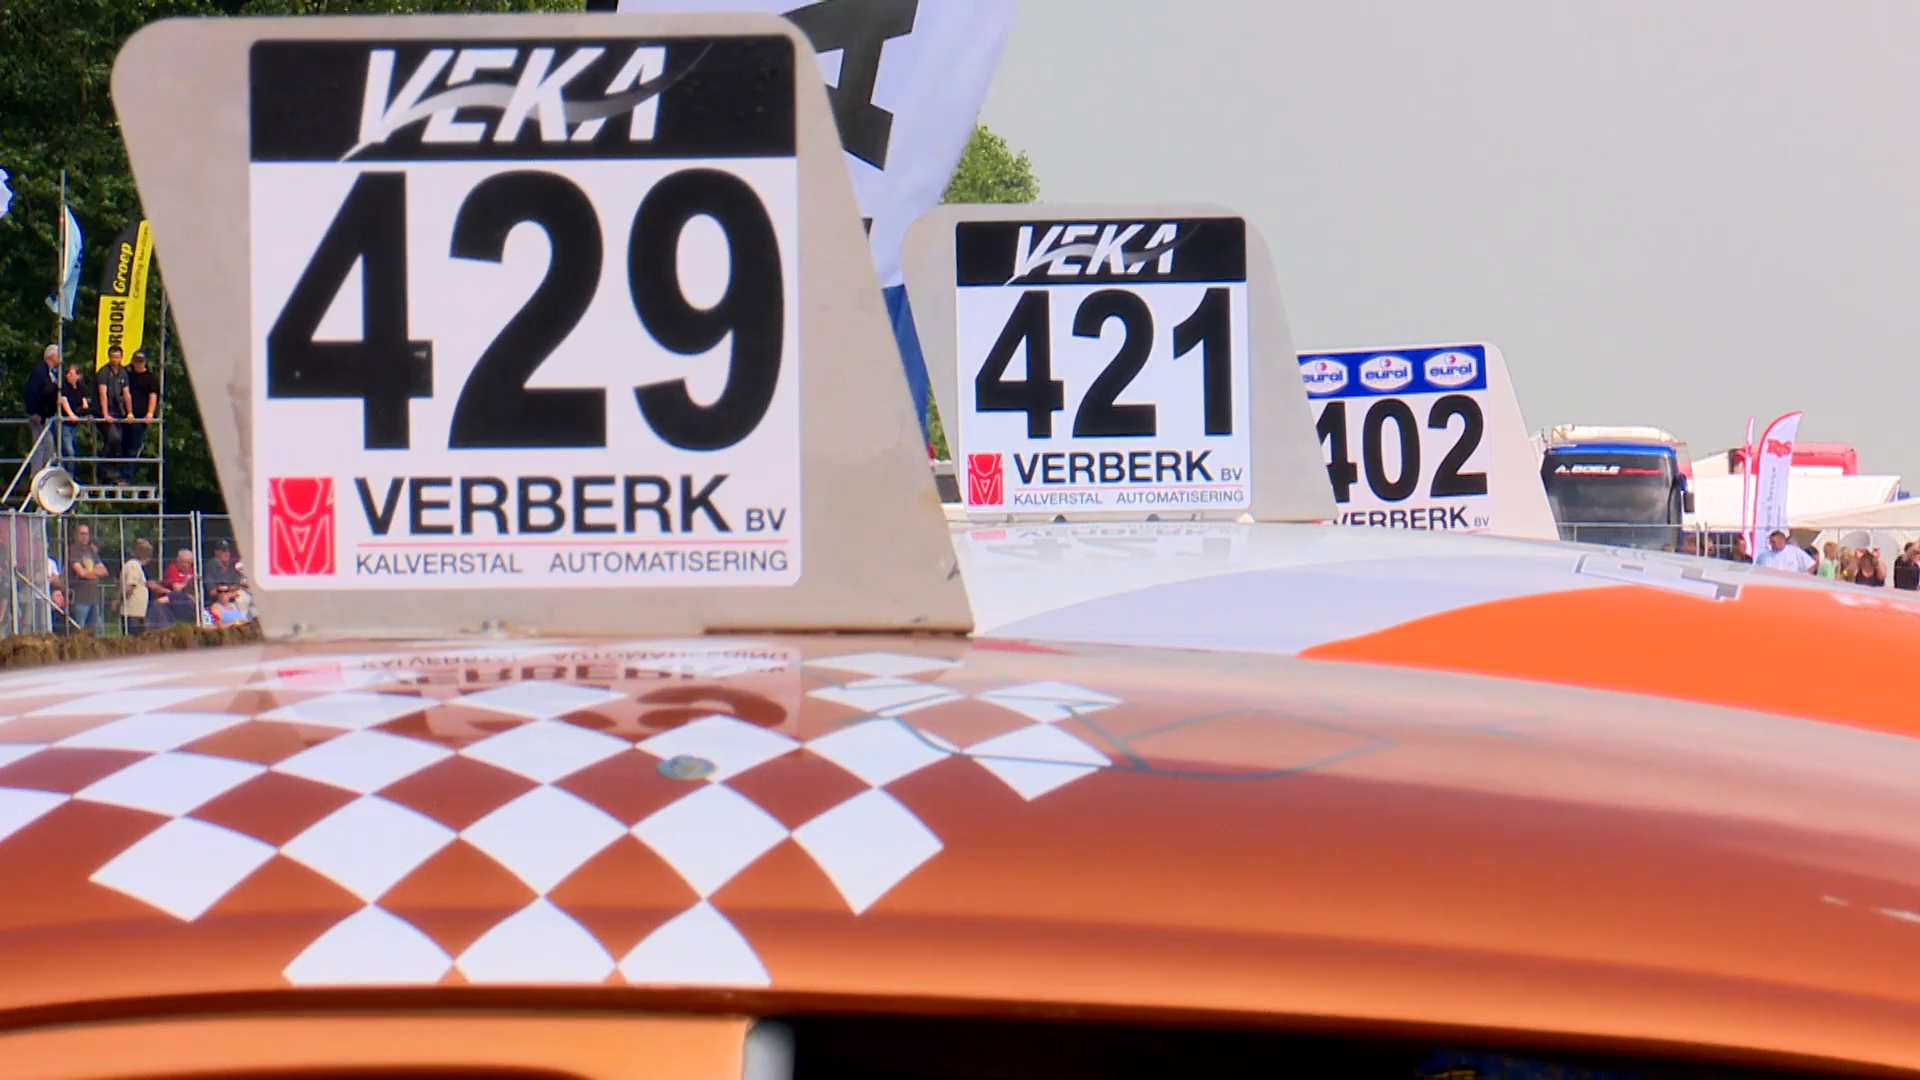 VEKA
429
VERBERK BV
KALVERSTAL AUTOMATISERING
VEKA
421
VERBERK BV
KALVERSTAL AUTOMATISERING
eurol eurol eurol
402
VERBERK BV
A. BOELE
Groep